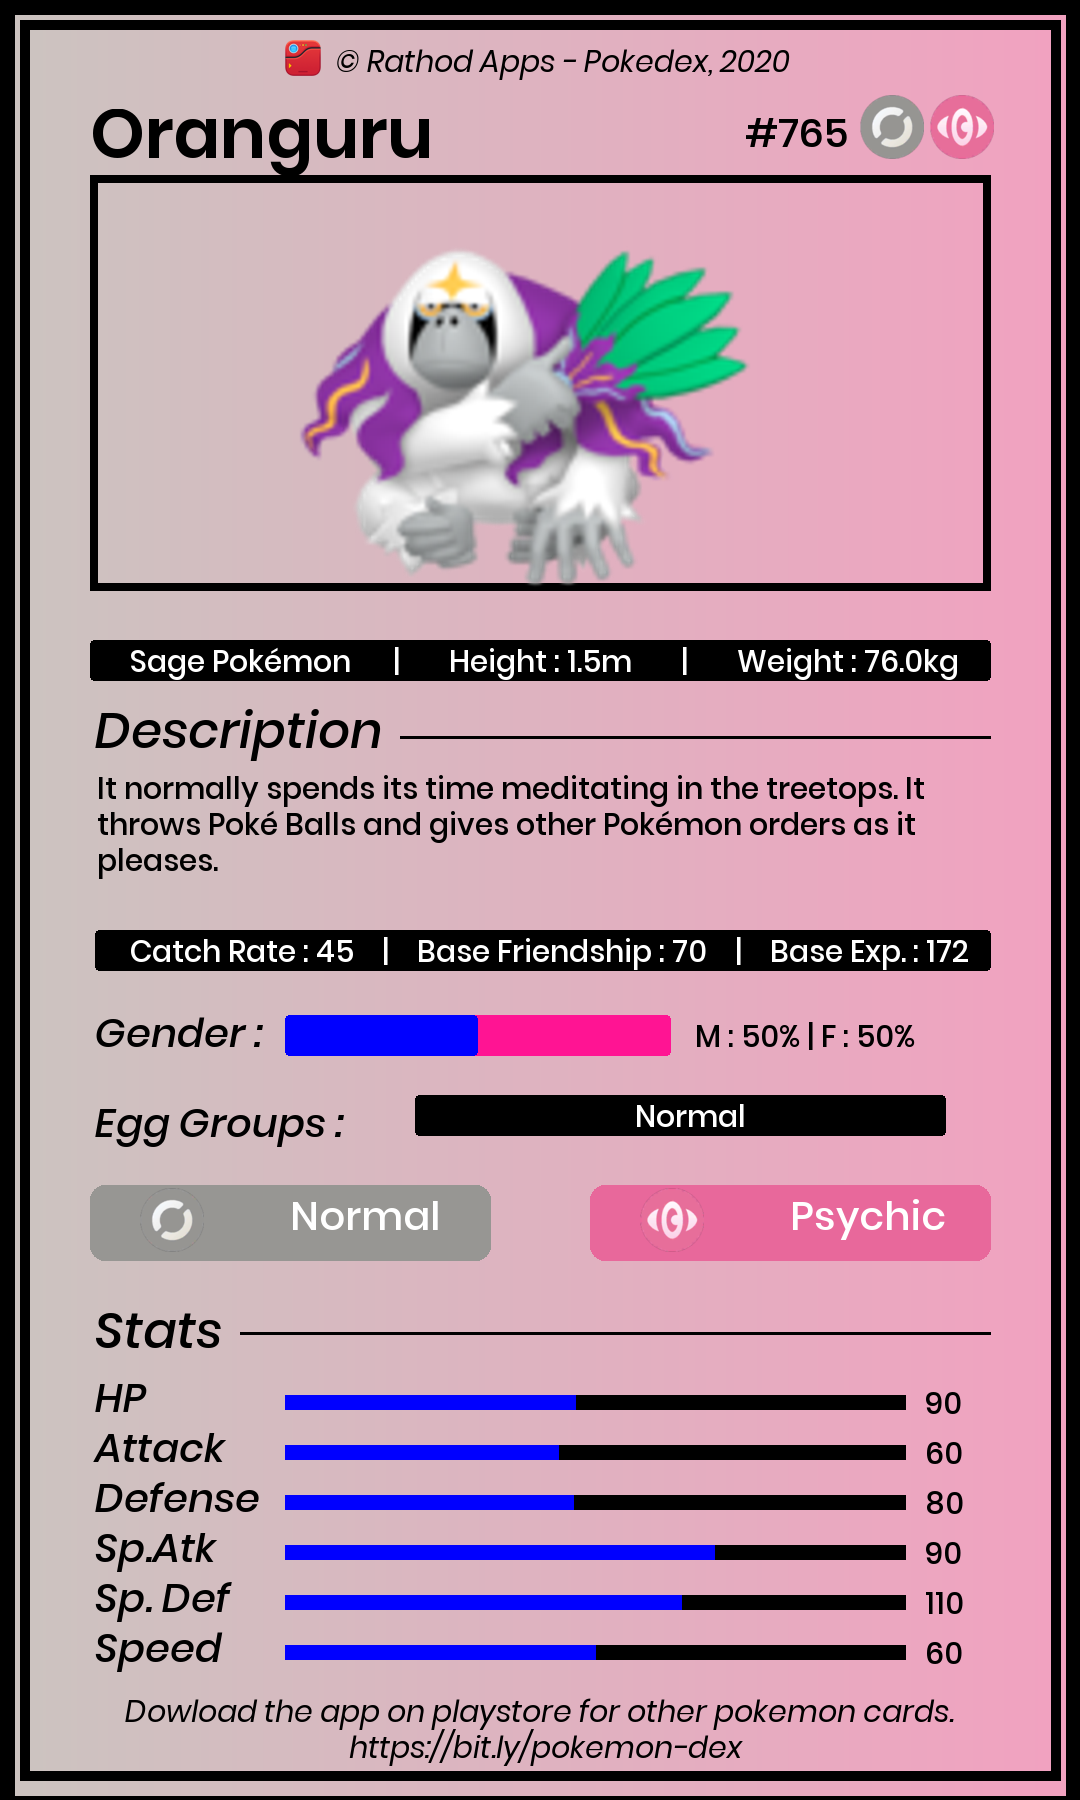 © Rathod Apps - Pokedex, 2020
Oranguru #765
Sage Pokémon | Height : 1.5m | Weight : 76.0kg
Description
It normally spends its time meditating in the treetops. It
throws Poké Balls and gives other Pokémon orders as it
pleases.
Catch Rate : 45 | Base Friendship : 70 | Base Exp. : 172
Gender : M : 50% | F : 50%
Egg Groups : Normal
Normal Psychic
Stats
HP 90
Attack 60
Defense 80
Sp.Atk 90
Sp. Def 110
Speed 60
Dowload the app on playstore for other pokemon cards.
https://bit.ly/pokemon-dex